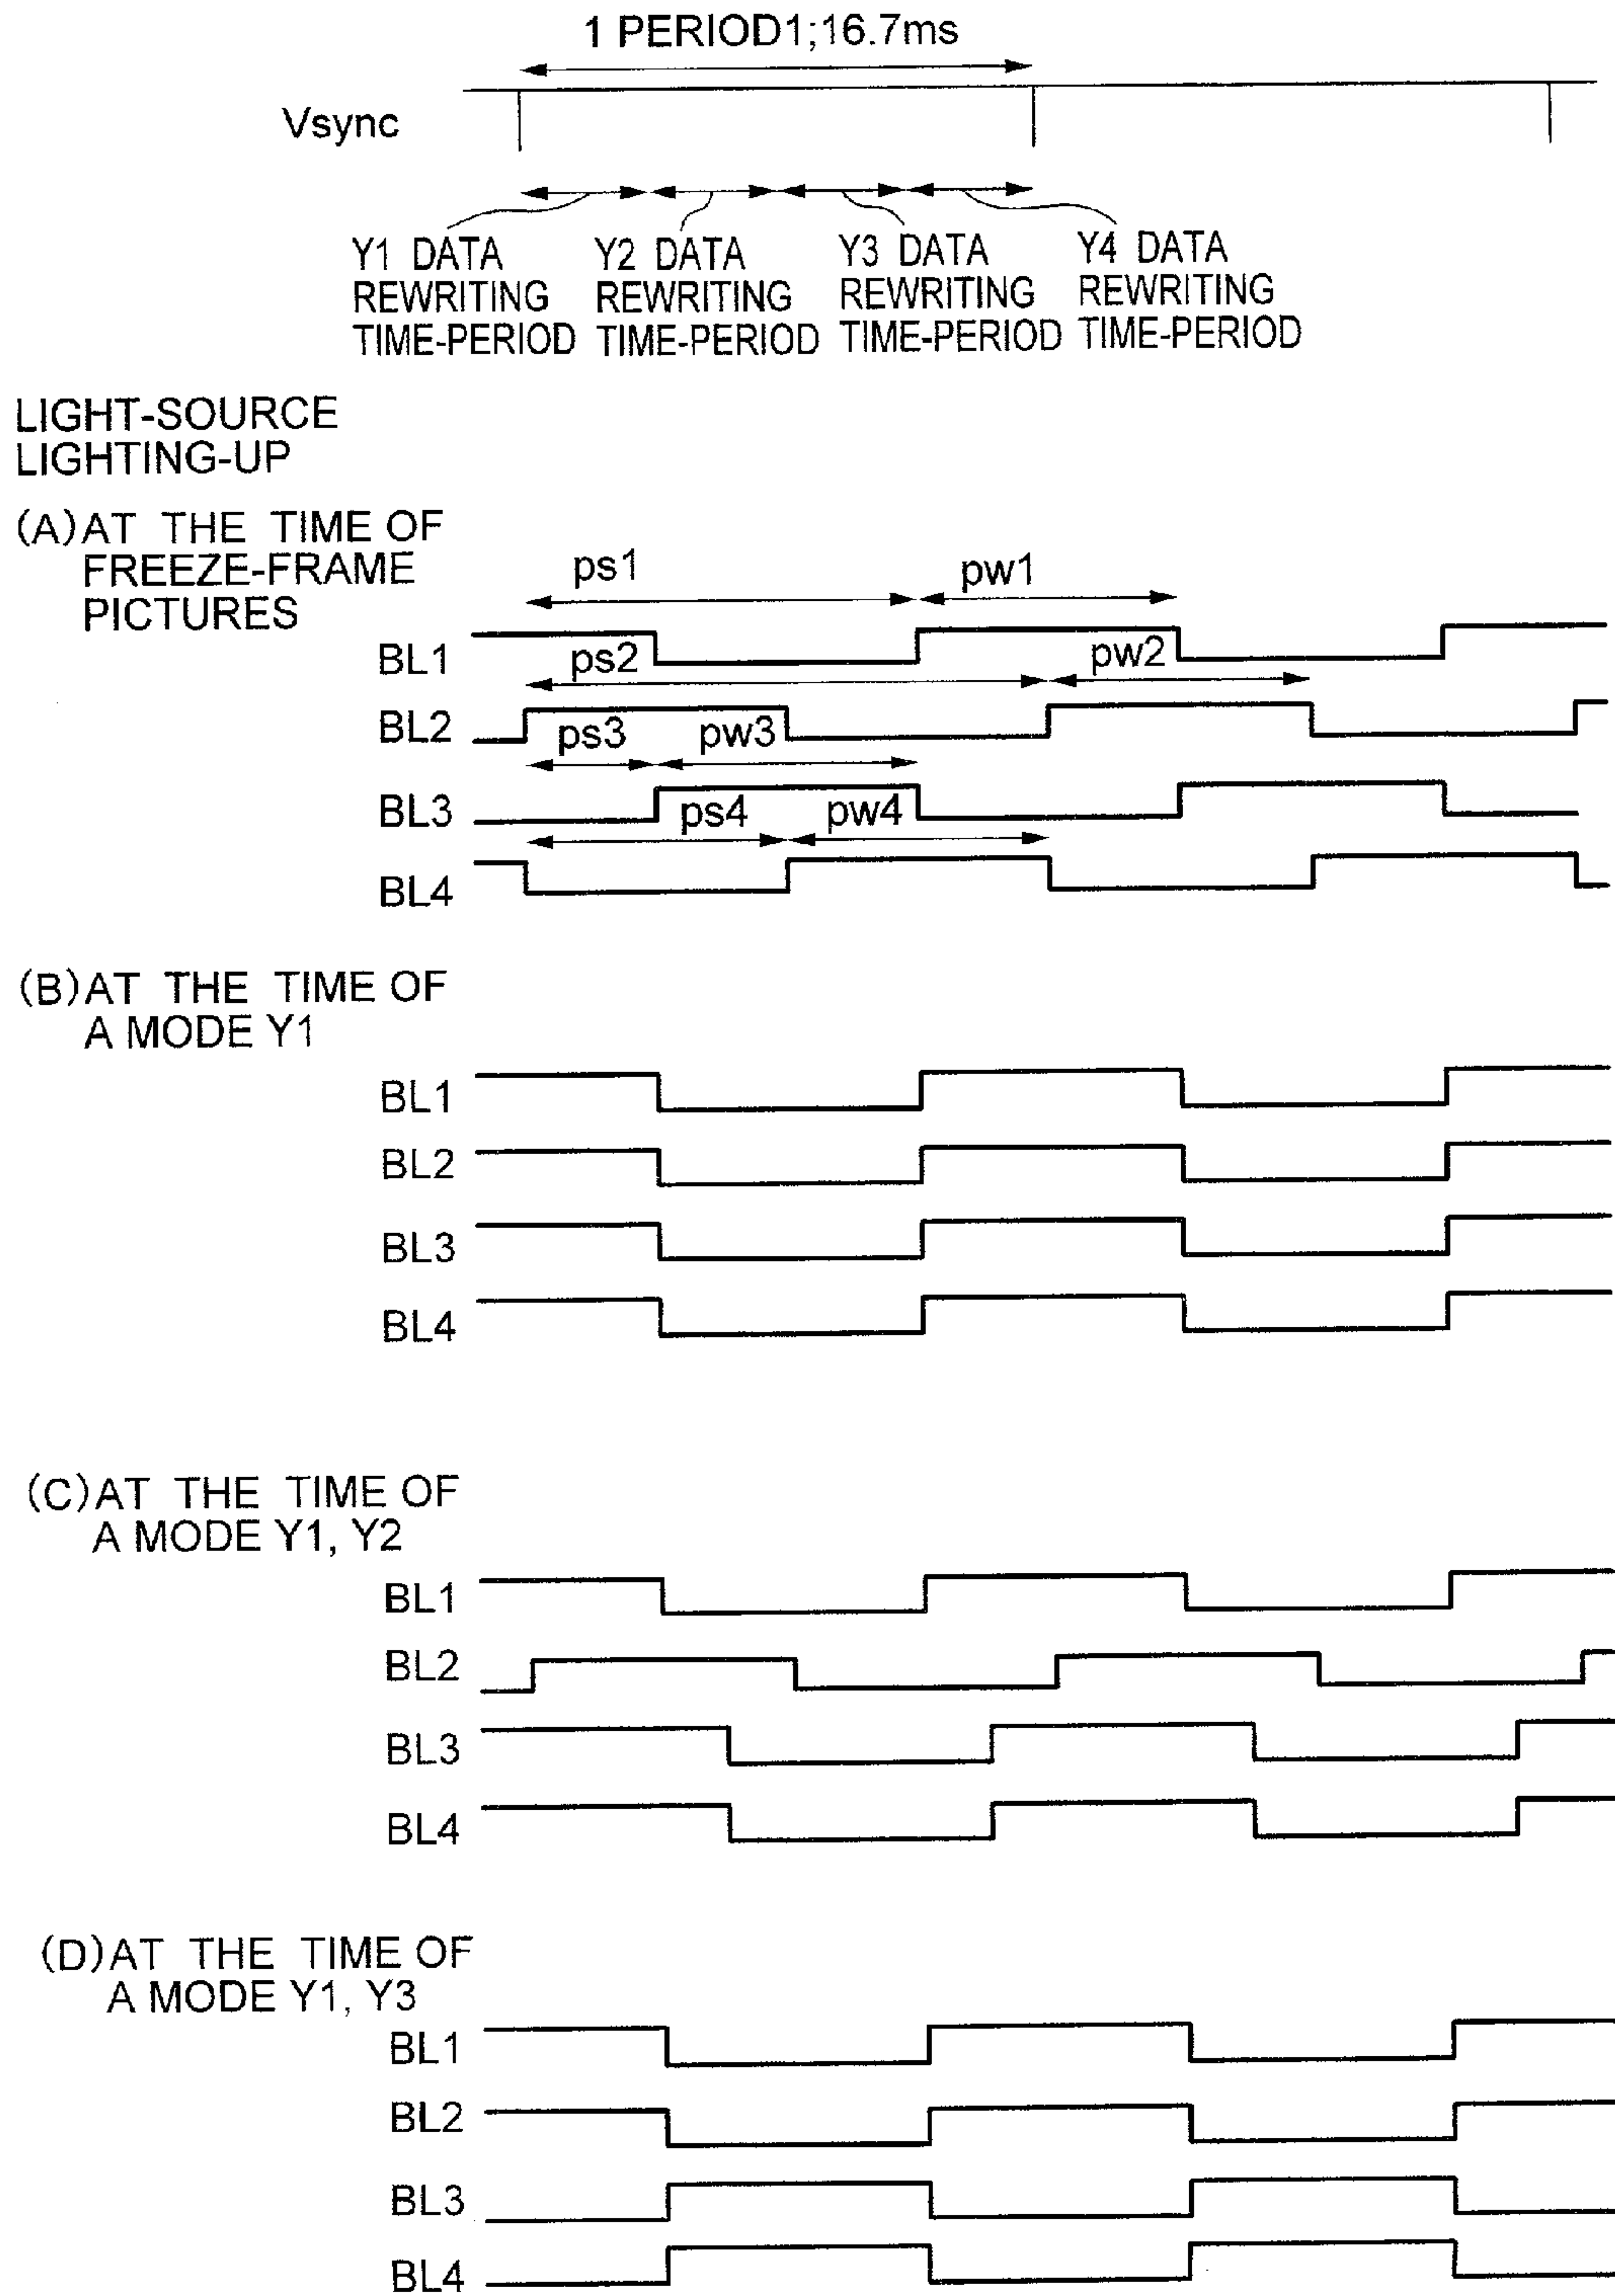 1 PERIOD1;16.7ms
Vsync
Y1 DATA REWRITING TIME-PERIOD
Y2 DATA REWRITING TIME-PERIOD
Y3 DATA REWRITING TIME-PERIOD
Y4 DATA REWRITING TIME-PERIOD
LIGHT-SOURCE
LIGHTING-UP
(A)AT THE TIME OF
FREEZE-FRAME
PICTURES
ps1 pw1
BL1
ps2 pw2
BL2
ps3 pw3
BL3
ps4 pw4
BL4
(B)AT THE TIME OF
A MODE Y1
BL1
BL2
BL3
BL4
(C)AT THE TIME OF
A MODE Y1, Y2
BL1
BL2
BL3
BL4
(D)AT THE TIME OF
A MODE Y1, Y3
BL1
BL2
BL3
BL4